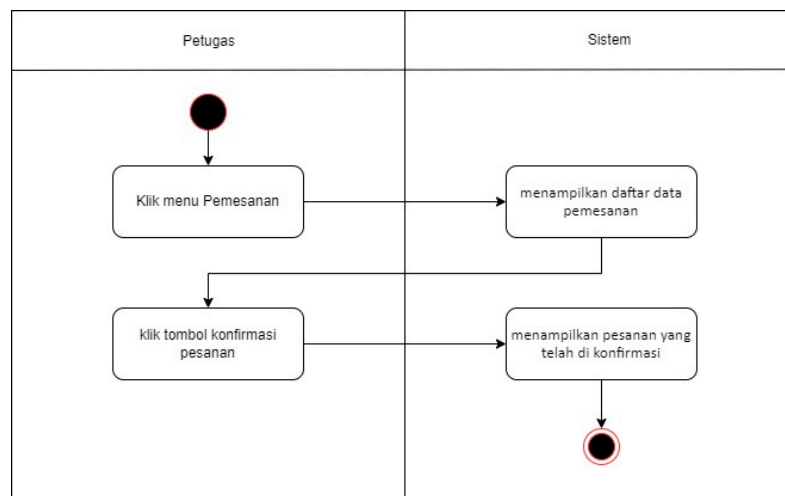 Petugas
Sistem
Klik menu Pemesanan
menampilkan daftar data
pemesanan
klik tombol konfirmasi
pesanan
menampilkan pesanan yang
telah di konfirmasi